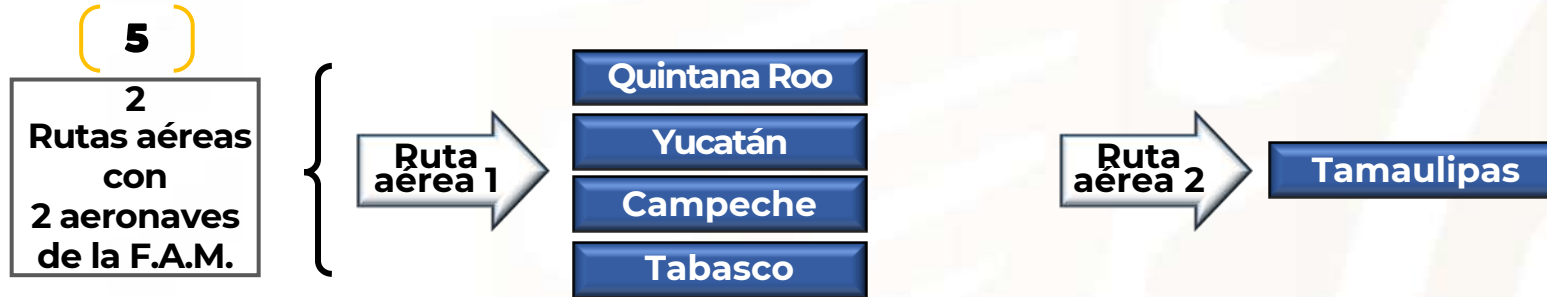 5
2
Rutas aéreas
con
2 aeronaves
de la F.A.M.
Ruta
aérea 1
Quintana Roo
Yucatán
Campeche
Tabasco
Ruta
aérea 2
Tamaulipas